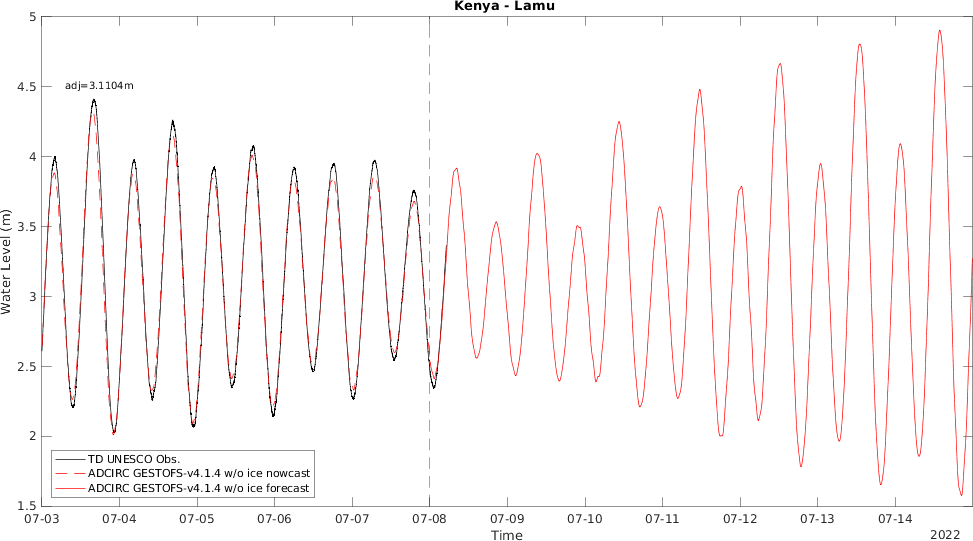 Kenya - Lamu
5
4.5
4
3.5
3
2.5
2
1.5
Water Level (m)
adj=3.1104m
TD UNESCO Obs.
ADCIRC GESTOFS-v4.1.4 w/o ice nowcast
ADCIRC GESTOFS-v4.1.4 w/o ice forecast
07-03 07-04 07-05 07-06 07-07 07-08 07-09 07-10 07-11 07-12 07-13 07-14
Time
2022